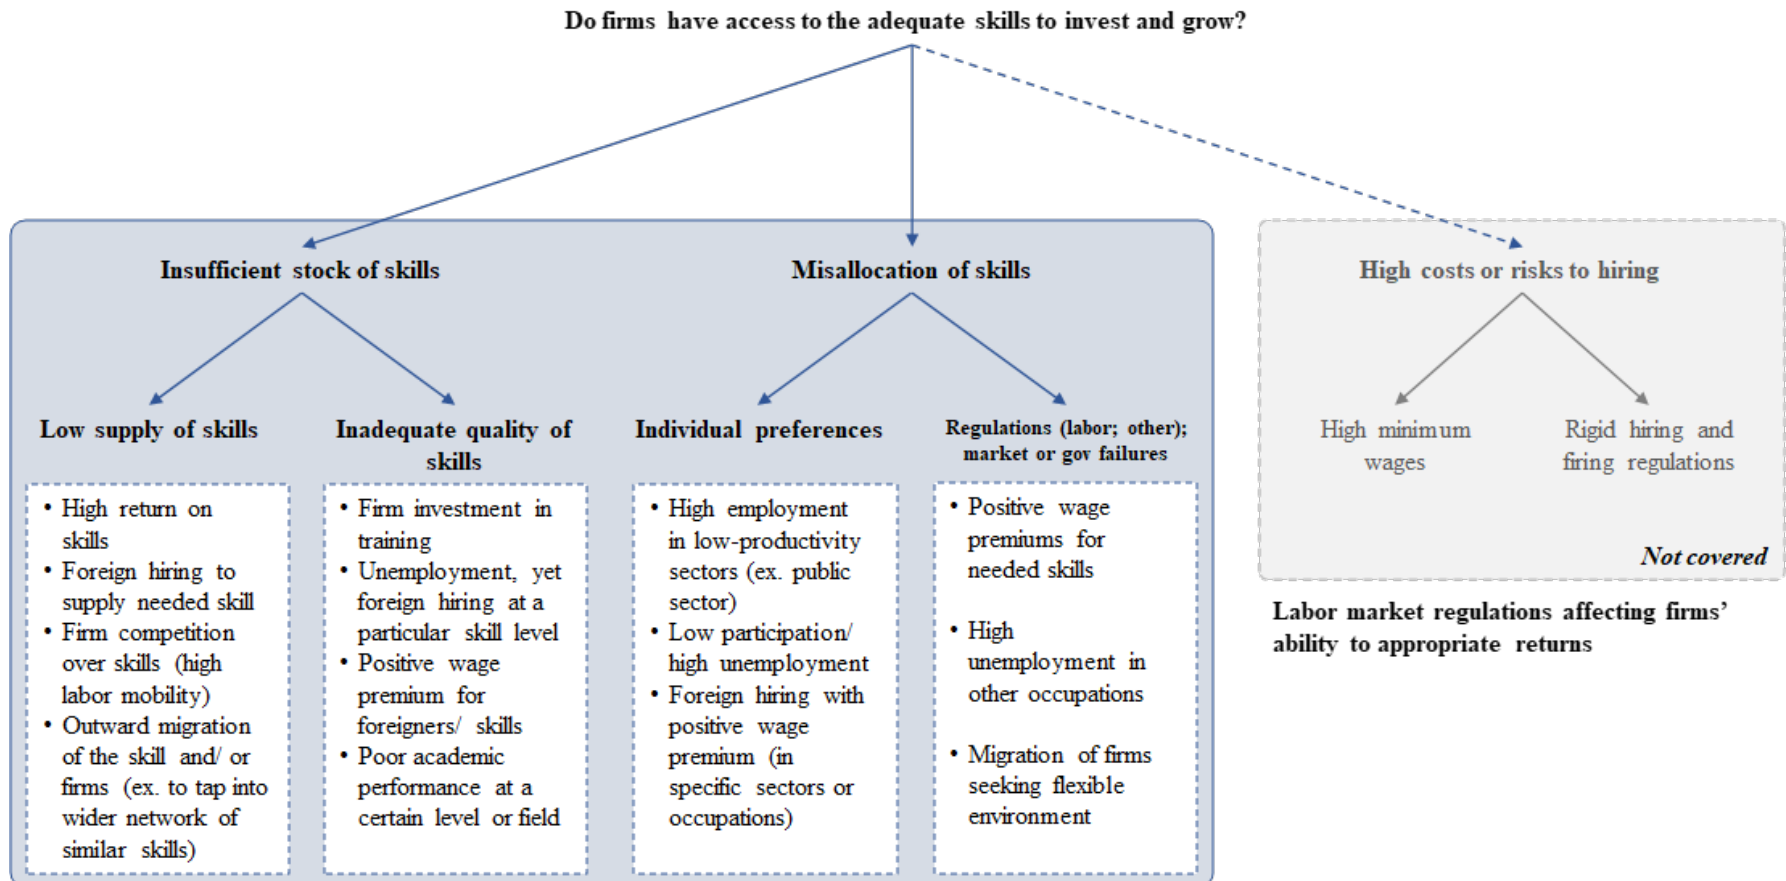 Do firms have access to the adequate skills to invest and grow?
Insufficient stock of skills
Misallocation of skills
High costs or risks to hiring
Low supply of skills
Inadequate quality of
skills
Individual preferences
Regulations (labor; other);
market or gov failures
High minimum
wages
Rigid hiring and
firing regulations
• High return on
skills
• Foreign hiring to
supply needed skill
• Firm competition
over skills (high
labor mobility)
• Outward migration
of the skill and/ or
firms (ex. to tap into
wider network of
similar skills)
• Firm investment in
training
• Unemployment, yet
foreign hiring at a
particular skill level
• Positive wage
premium for
foreigners/ skills
• Poor academic
performance at a
certain level or field
• High employment
in low-productivity
sectors (ex. public
sector)
• Low participation/
high unemployment
• Foreign hiring with
positive wage
premium (in
specific sectors or
occupations)
• Positive wage
premiums for
needed skills
• High
unemployment in
other occupations
• Migration of firms
seeking flexible
environment
Not covered
Labor market regulations affecting firms’
ability to appropriate returns